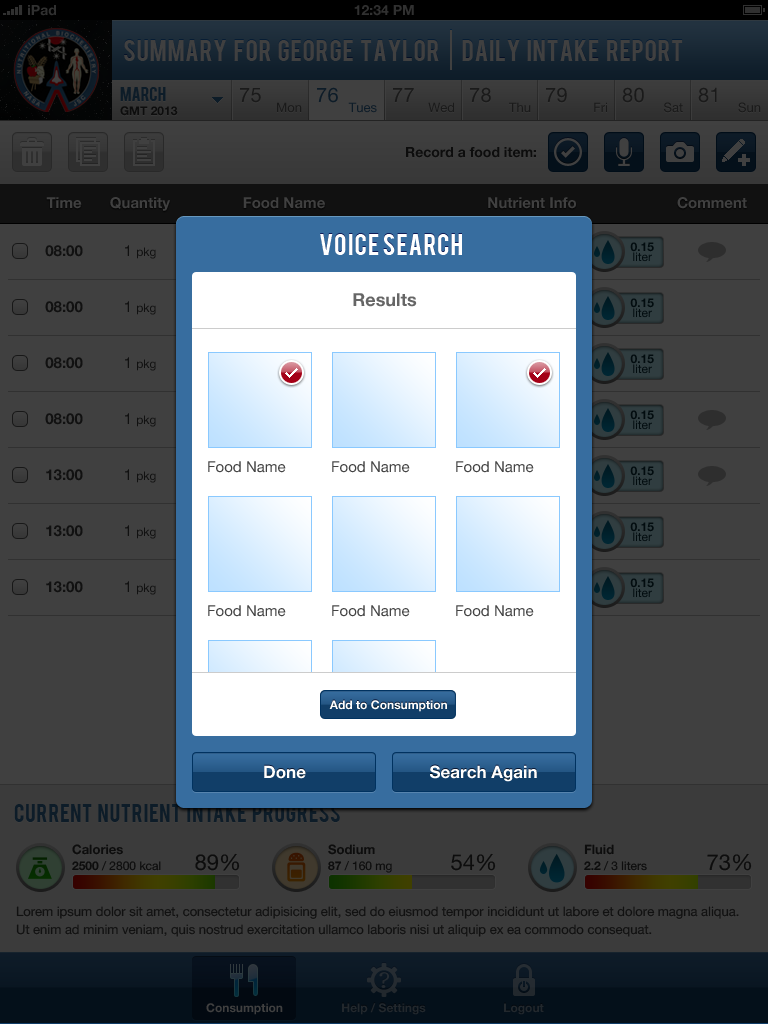 iPad
12:34 PM
NUTRITIONAL BIOCHEMISTRY
SUMMARY FOR GEORGE TAYLOR | DAILY INTAKE REPORT
MARCH
GMT 2013
75 Mon
76 Tues
77 Wed
78 Thu
79 Fri
80 Sat
81 Sun
Record a food item:
Time Quantity Food Name Nutrient Info Comment
08:00 1 pkg 0.15 liter
08:00 1 pkg 0.15 liter
08:00 1 pkg 0.15 liter
08:00 1 pkg 0.15 liter
13:00 1 pkg 0.15 liter
13:00 1 pkg 0.15 liter
13:00 1 pkg 0.15 liter
VOICE SEARCH
Results
Food Name Food Name Food Name
Food Name Food Name Food Name
Add to Consumption
Done Search Again
CURRENT NUTRIENT INTAKE PROGRESS
Calories
2500 / 2800 kcal 89%
Sodium
87 / 160 mg 54%
Fluid
2.2 / 3 liters 73%
Lorem ipsum dolor sit amet, consectetur adipisicing elit, sed do eiusmod tempor incididunt ut labore et dolore magna aliqua.
Ut enim ad minim veniam, quis nostrud exercitation ullamco laboris nisi ut aliquip ex ea commodo consequat.
Consumption Help / Settings Logout